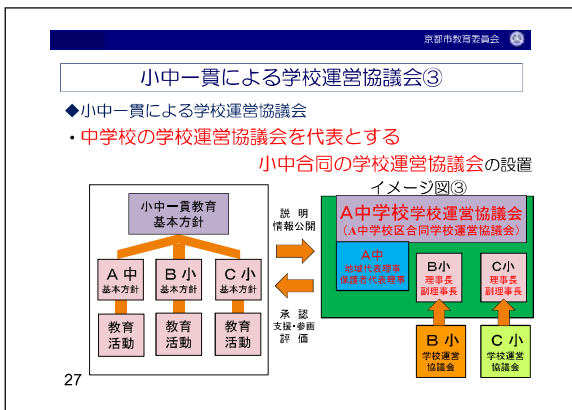 京都市教育委員会
小中一貫による学校運営協議会③
◆小中一貫による学校運営協議会
・中学校の学校運営協議会を代表とする
小中合同の学校運営協議会の設置
イメージ図③
小中一貫教育
基本方針
A 中
基本方針
B 小
基本方針
C 小
基本方針
教育
活動
教育
活動
教育
活動
説 明
情報公開
承 認
支援・参画
評 価
A中学校学校運営協議会
（A中学校区合同学校運営協議会）
A中
地域代表理事
保護者代表理事
B小
理事長
副理事長
C小
理事長
副理事長
B 小
学校運営
協議会
C 小
学校運営
協議会
27